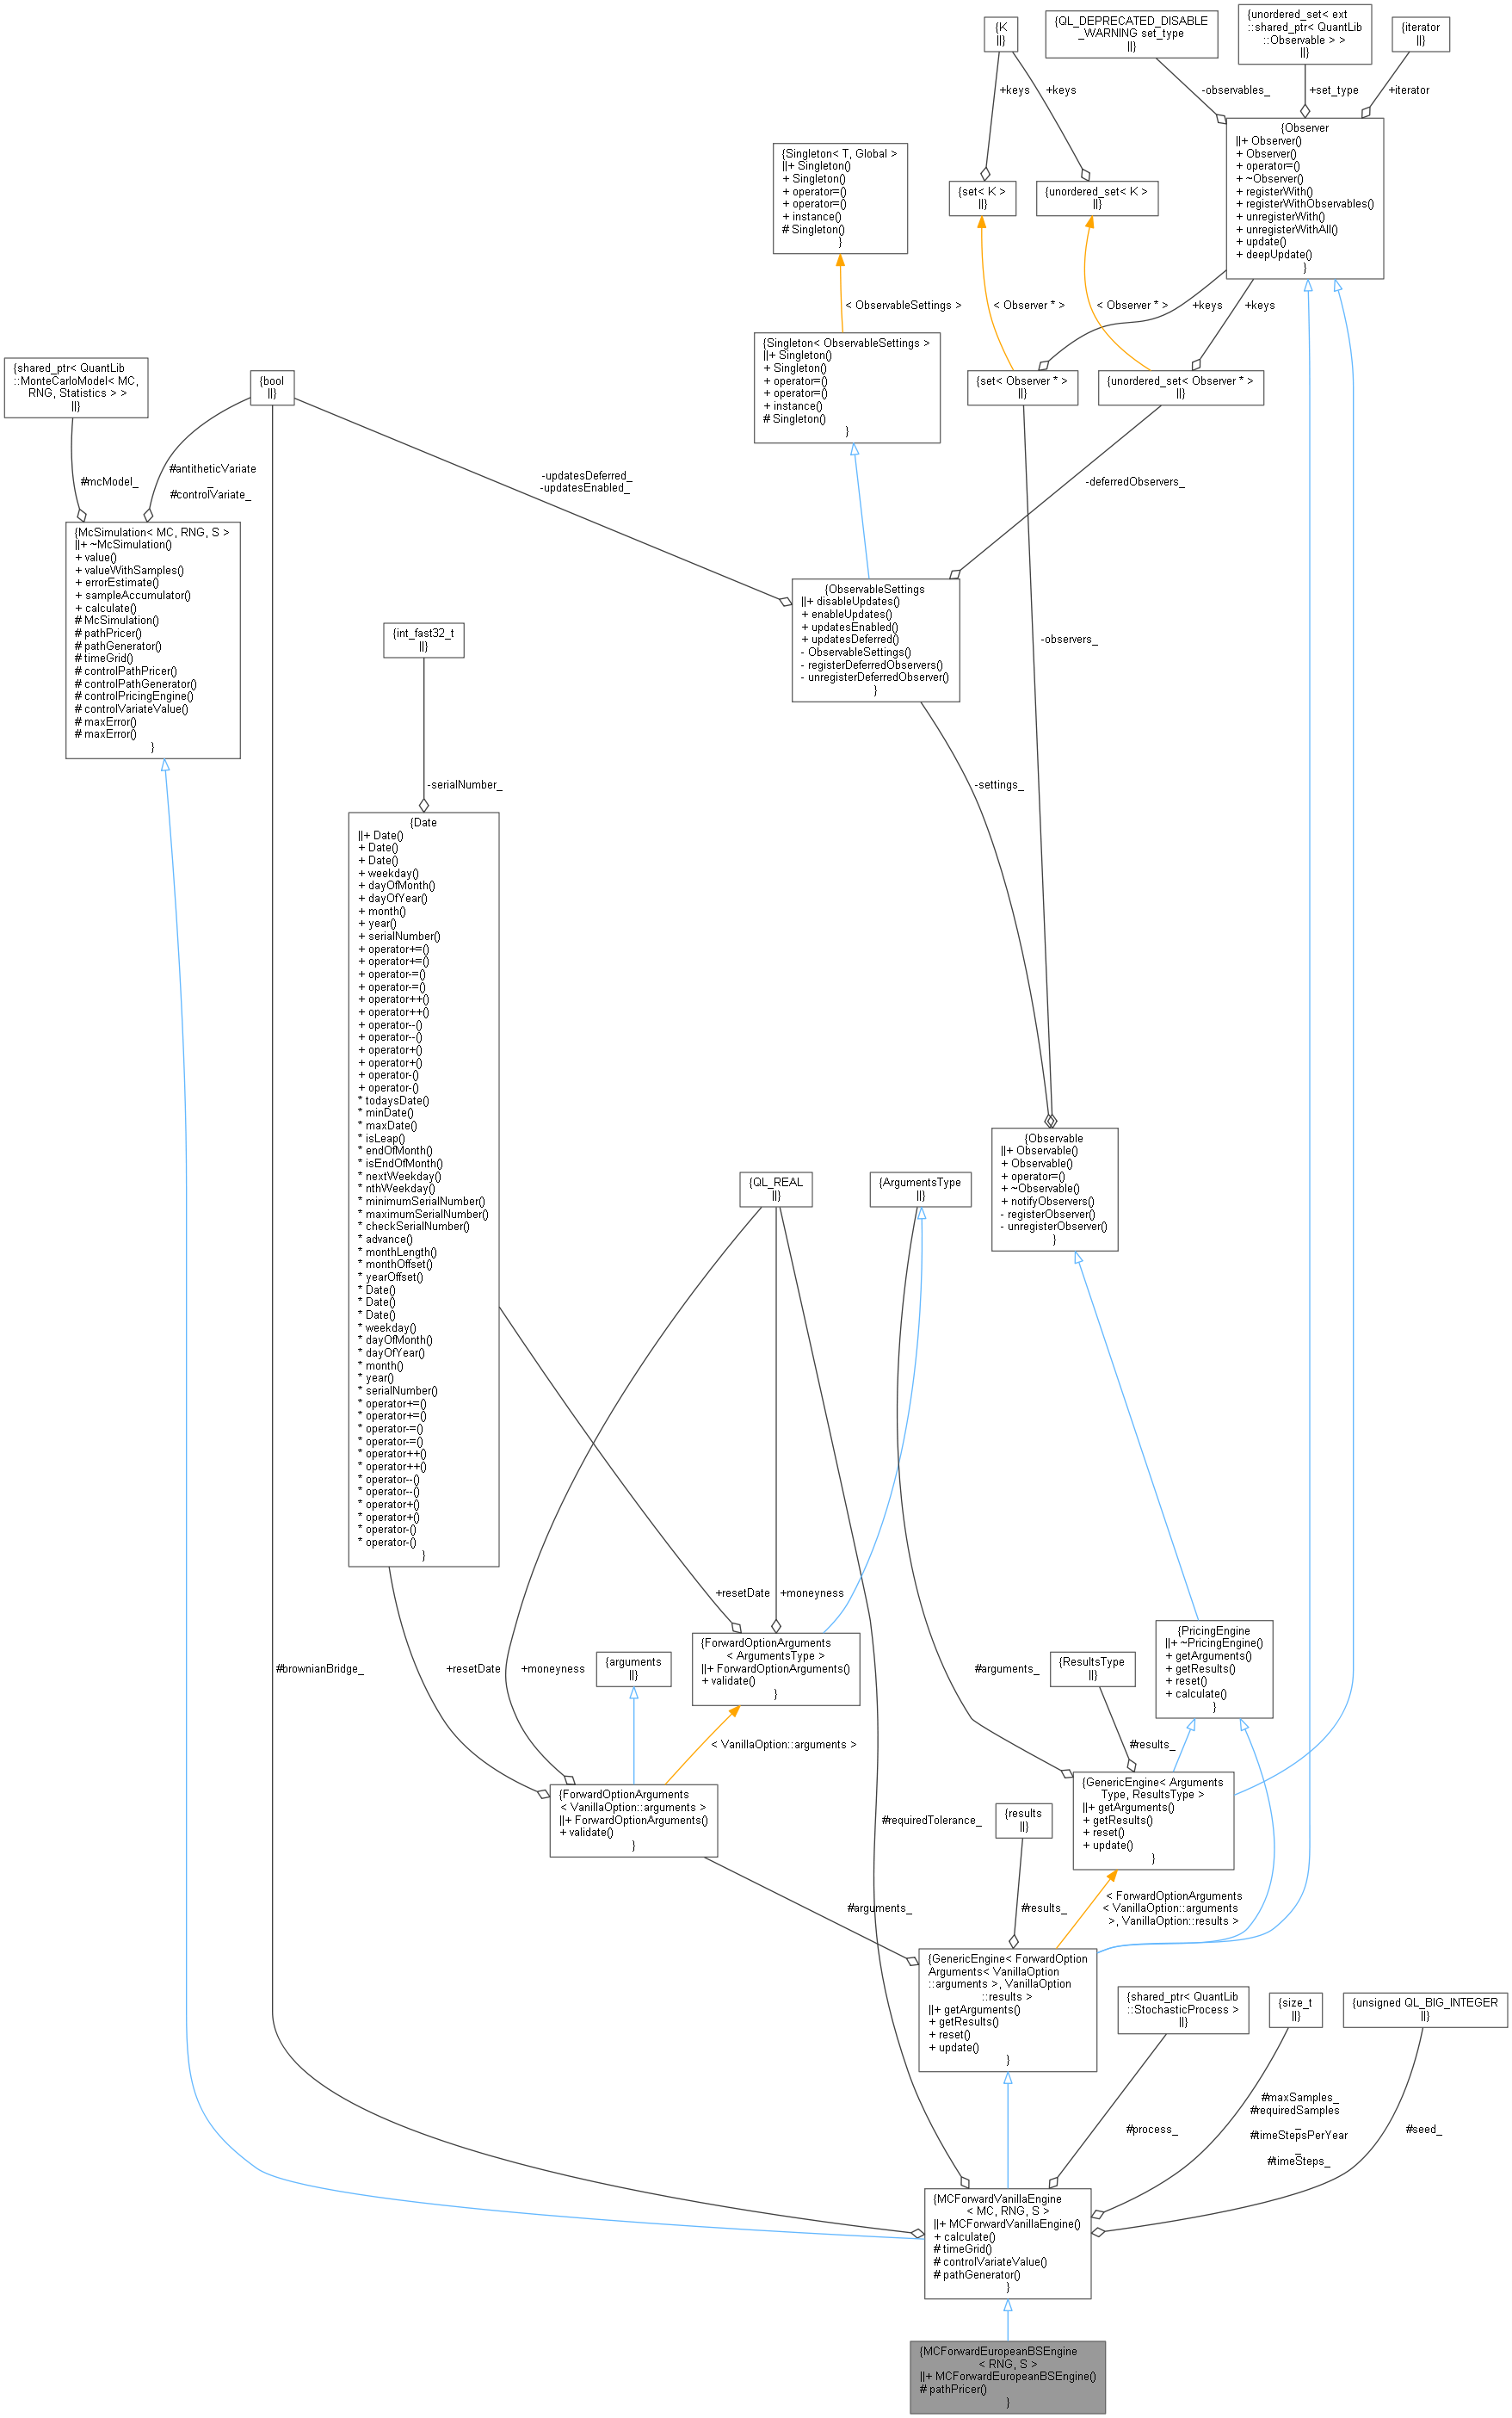 {K
||}
{QL_DEPRECATED_DISABLE
_WARNING set_type
||}
{unordered_set< ext
::shared_ptr< QuantLib
::Observable > >
||}
{iterator
||}
+keys
+keys
-observables_
+set_type
+iterator
{Observer
||+ Observer()
+ Observer()
+ operator=()
+ ~Observer()
+ registerWith()
+ registerWithObservables()
+ unregisterWith()
+ unregisterWithAll()
+ update()
+ deepUpdate()
}
{Singleton< T, Global >
||+ Singleton()
+ Singleton()
+ operator=()
+ operator=()
+ instance()
# Singleton()
}
{set< K >
||}
{unordered_set< K >
||}
< ObservableSettings >
< Observer * >
< Observer * >
+keys
+keys
{Singleton< ObservableSettings >
||+ Singleton()
+ Singleton()
+ operator=()
+ operator=()
+ instance()
# Singleton()
}
{shared_ptr< QuantLib
::MonteCarloModel< MC,
RNG, Statistics > >
||}
{bool
||}
{set< Observer * >
||}
{unordered_set< Observer * >
||}
#mcModel_
#antitheticVariate
_
#controlVariate_
-updatesDeferred_
-updatesEnabled_
-deferredObservers_
{McSimulation< MC, RNG, S >
||+ ~McSimulation()
+ value()
+ valueWithSamples()
+ errorEstimate()
+ sampleAccumulator()
+ calculate()
# McSimulation()
# pathPricer()
# pathGenerator()
# timeGrid()
# controlPathPricer()
# controlPathGenerator()
# controlPricingEngine()
# controlVariateValue()
# maxError()
# maxError()
}
{int_fast32_t
||}
{ObservableSettings
||+ disableUpdates()
+ enableUpdates()
+ updatesEnabled()
+ updatesDeferred()
- ObservableSettings()
- registerDeferredObservers()
- unregisterDeferredObserver()
}
-observers_
-serialNumber_
-settings_
{Date
||+ Date()
+ Date()
+ Date()
+ weekday()
+ dayOfMonth()
+ dayOfYear()
+ month()
+ year()
+ serialNumber()
+ operator+=()
+ operator+=()
+ operator-=()
+ operator-=()
+ operator++()
+ operator++()
+ operator--()
+ operator--()
+ operator+()
+ operator+()
+ operator-()
+ operator-()
* todaysDate()
* minDate()
* maxDate()
* isLeap()
* endOfMonth()
* isEndOfMonth()
* nextWeekday()
* nthWeekday()
* minimumSerialNumber()
* maximumSerialNumber()
* checkSerialNumber()
* advance()
* monthLength()
* monthOffset()
* yearOffset()
* Date()
* Date()
* Date()
* weekday()
* dayOfMonth()
* dayOfYear()
* month()
* year()
* serialNumber()
* operator+=()
* operator+=()
* operator-=()
* operator-=()
* operator++()
* operator++()
* operator--()
* operator--()
* operator+()
* operator+()
* operator-()
* operator-()
}
{QL_REAL
||}
{ArgumentsType
||}
{Observable
||+ Observable()
+ Observable()
+ operator=()
+ ~Observable()
+ notifyObservers()
- registerObserver()
- unregisterObserver()
}
+resetDate
+moneyness
#brownianBridge_
+resetDate
+moneyness
{arguments
||}
{ForwardOptionArguments
< ArgumentsType >
||+ ForwardOptionArguments()
+ validate()
}
#arguments_
{ResultsType
||}
{PricingEngine
||+ ~PricingEngine()
+ getArguments()
+ getResults()
+ reset()
+ calculate()
}
< VanillaOption::arguments >
#results_
{ForwardOptionArguments
< VanillaOption::arguments >
||+ ForwardOptionArguments()
+ validate()
}
#requiredTolerance_
{results
||}
{GenericEngine< Arguments
Type, ResultsType >
||+ getArguments()
+ getResults()
+ reset()
+ update()
}
#arguments_
#results_
< ForwardOptionArguments
< VanillaOption::arguments
>, VanillaOption::results >
{GenericEngine< ForwardOption
Arguments< VanillaOption
::arguments >, VanillaOption
::results >
||+ getArguments()
+ getResults()
+ reset()
+ update()
}
{shared_ptr< QuantLib
::StochasticProcess >
||}
{size_t
||}
{unsigned QL_BIG_INTEGER
||}
#process_
#maxSamples_
#requiredSamples
_
#timeStepsPerYear
_
#timeSteps_
#seed_
{MCForwardVanillaEngine
< MC, RNG, S >
||+ MCForwardVanillaEngine()
+ calculate()
# timeGrid()
# controlVariateValue()
# pathGenerator()
}
{MCForwardEuropeanBSEngine
< RNG, S >
||+ MCForwardEuropeanBSEngine()
# pathPricer()
}